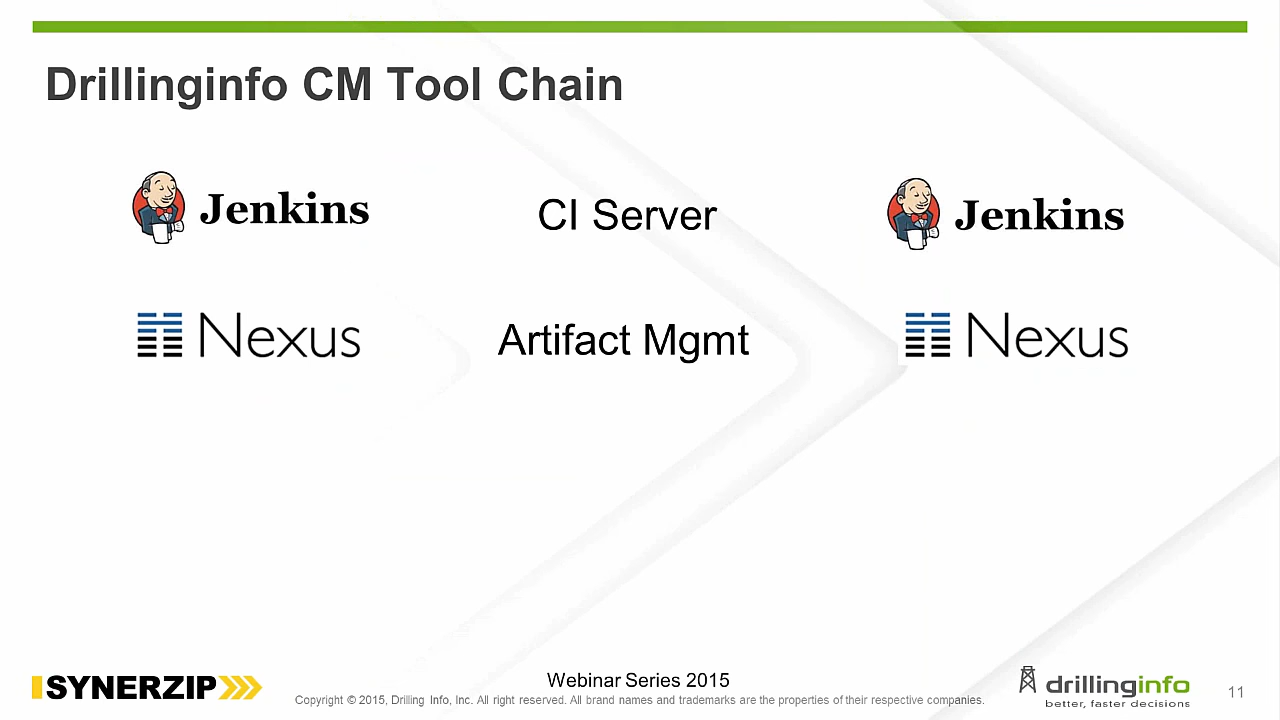 Drillinginfo CM Tool Chain
Jenkins CI Server Jenkins
Nexus Artifact Mgmt Nexus
SYNERZIP
Webinar Series 2015
Copyright © 2015, Drilling Info, Inc. All right reserved. All brand names and trademarks are the properties of their respective companies.
drillinginfo
better, faster decisions
11